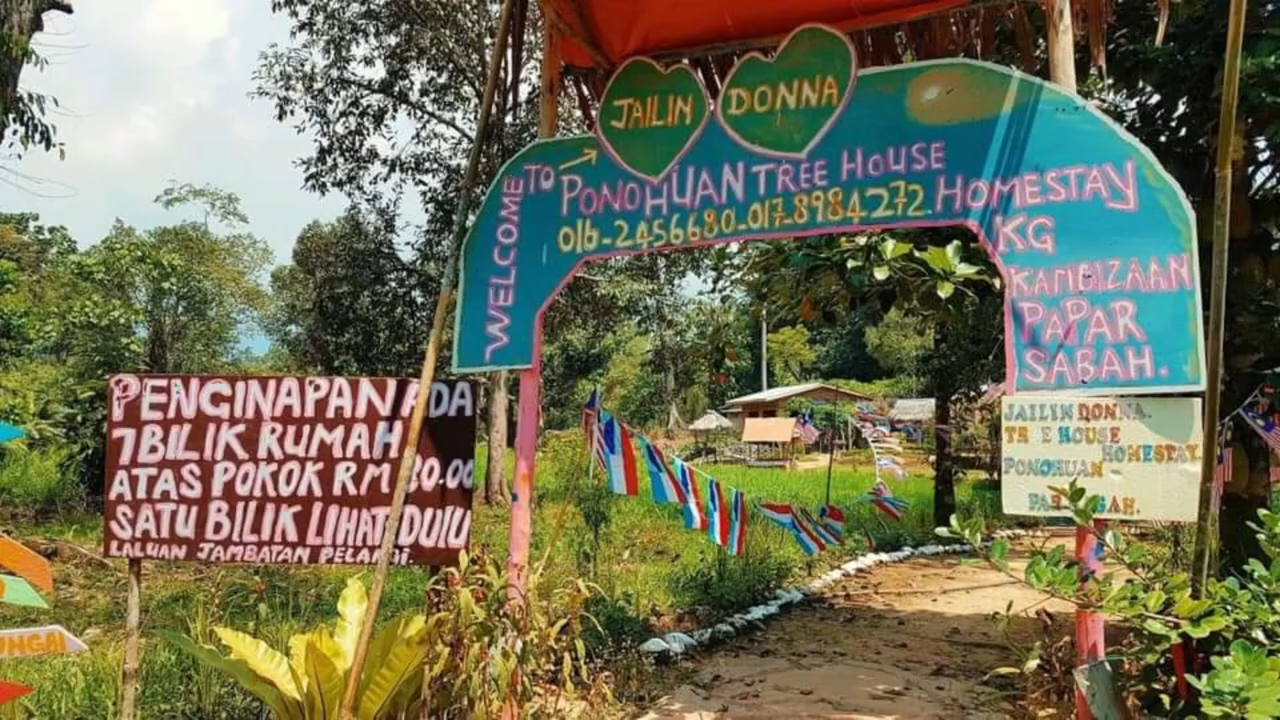 JAILIN DONNA
WELCOME TO → PONOHUAN TREE HOUSE HOMESTAY
016-2456680-017-8984272
KG
KAMBIZAAN
PAPAR
SABAH.
PENGINAPAN ADA
7 BILIK RUMAH
ATAS POKOK RM 80.00
SATU BILIK LIHAT DULU
LALUAN JAMBATAN PELANGI.
JAILIN DONNA.
TREE HOUSE
HOMESTAY.
PONOHUAN
UNGAI